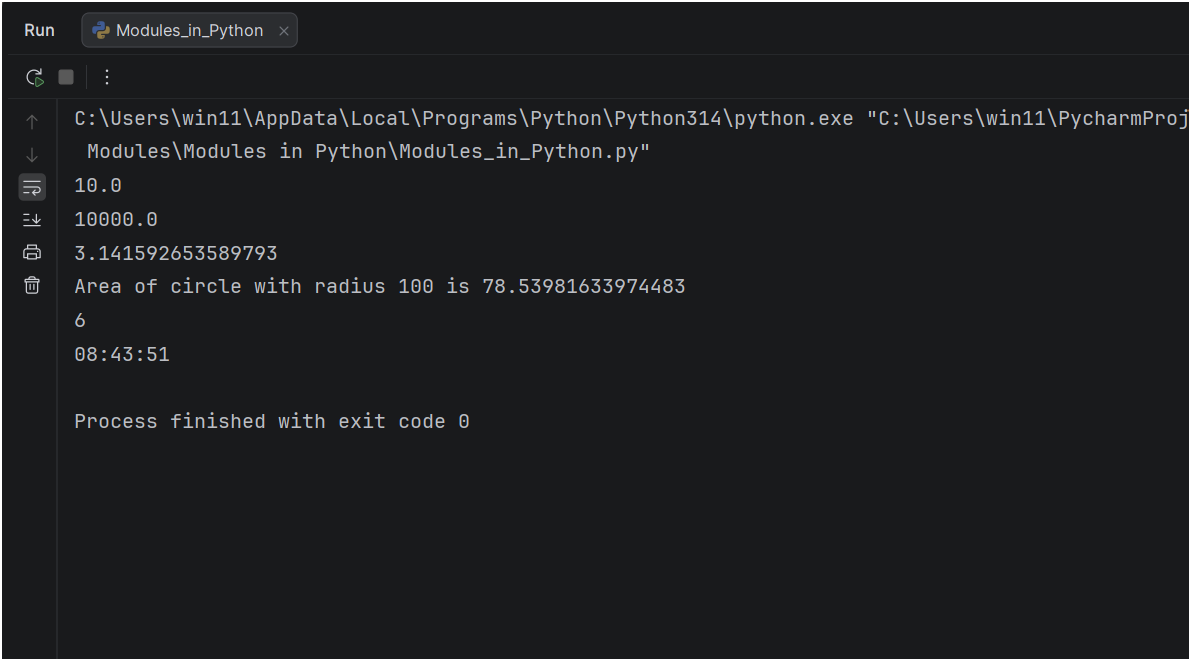 Run Modules_in_Python
C:\Users\win11\AppData\Local\Programs\Python\Python314\python.exe "C:\Users\win11\PycharmProj
Modules\Modules in Python\Modules_in_Python.py"
10.0
10000.0
3.141592653589793
Area of circle with radius 100 is 78.53981633974483
6
08:43:51
Process finished with exit code 0